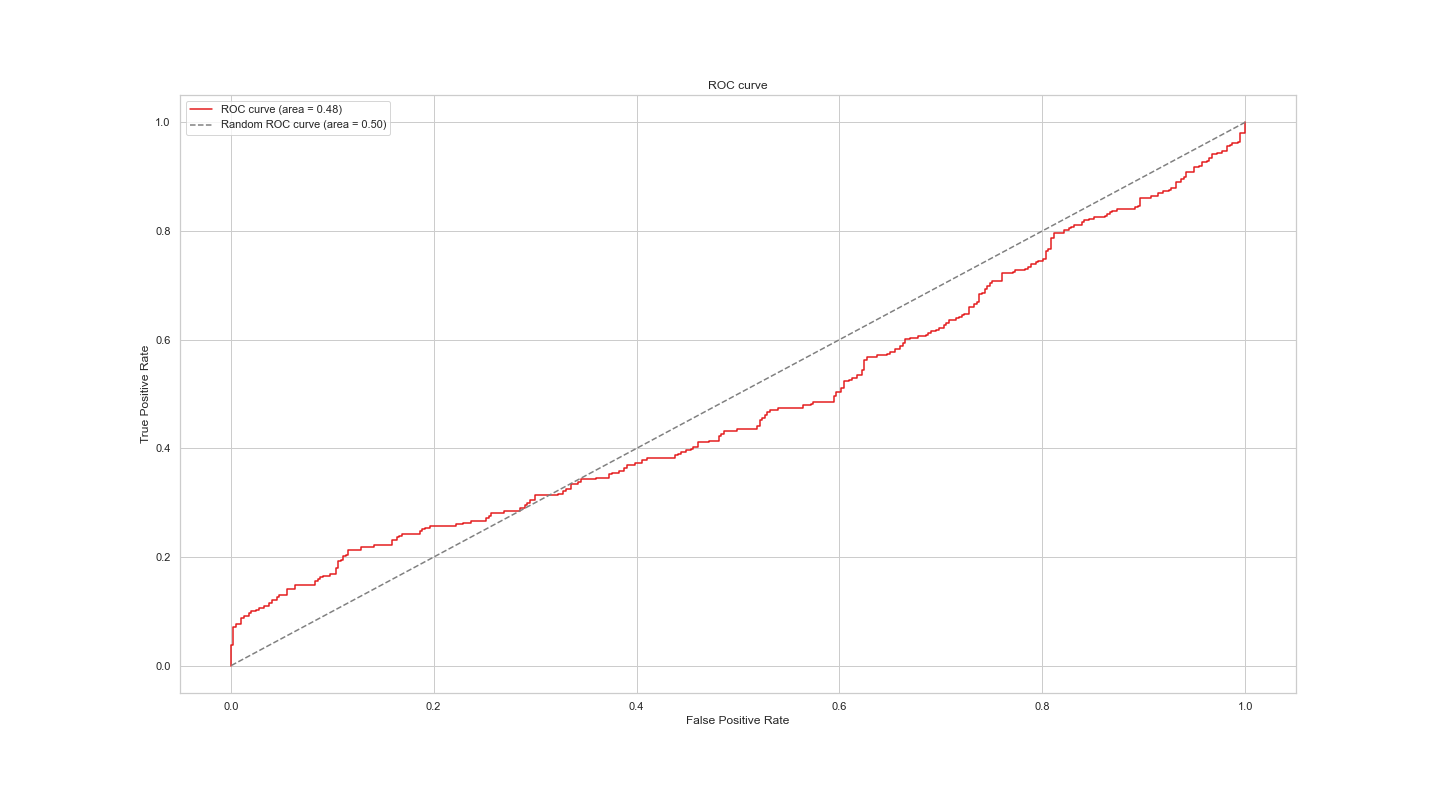 ROC curve
ROC curve (area = 0.48)
Random ROC curve (area = 0.50)
1.0
0.8
0.6
0.4
0.2
0.0
True Positive Rate
0.0 0.2 0.4 0.6 0.8 1.0
False Positive Rate